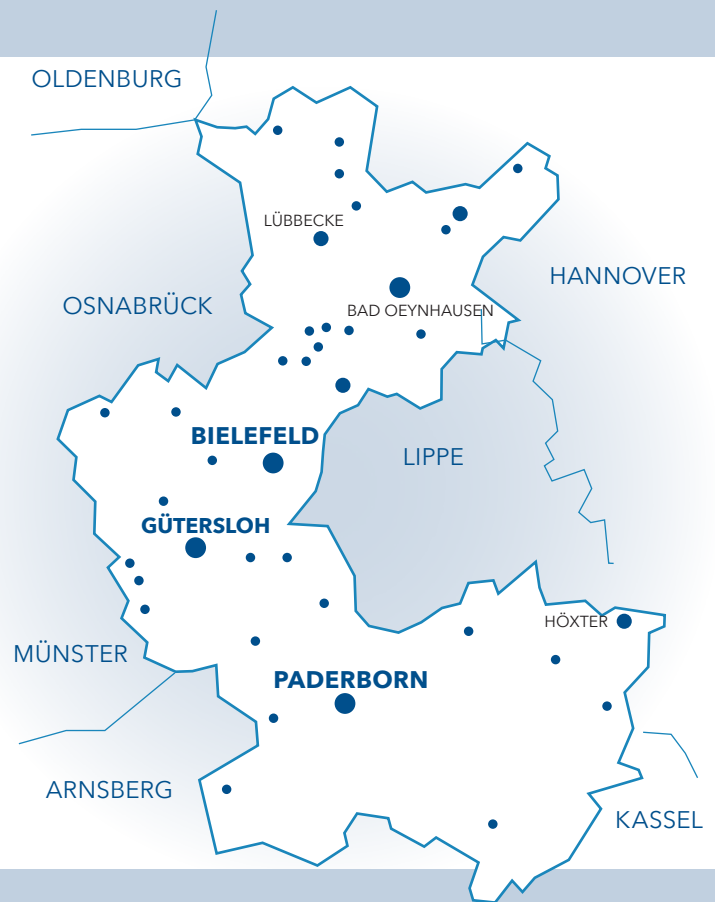 OLDENBURG
LÜBBECKE
HANNOVER
OSNABRÜCK
BAD OEYNHAUSEN
BIELEFELD
LIPPE
GÜTERSLOH
HÖXTER
MÜNSTER
PADERBORN
ARNSBERG
KASSEL